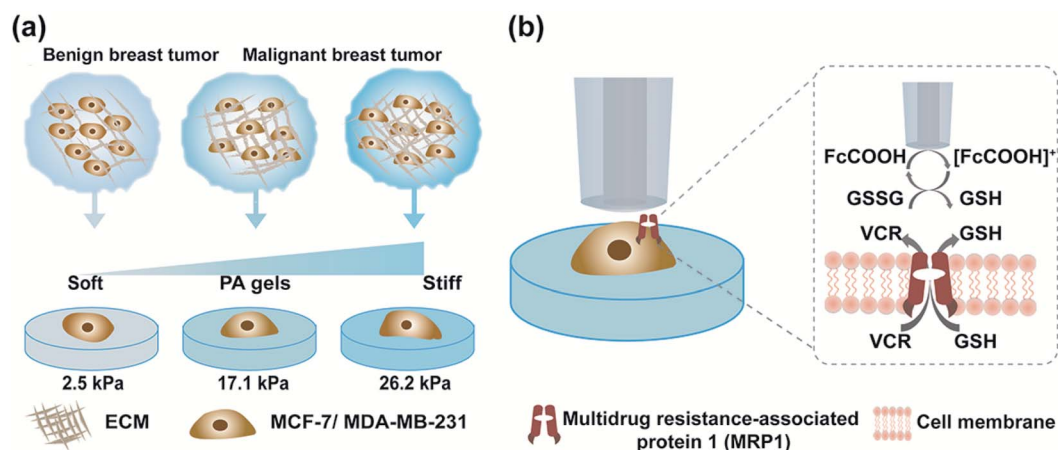 (a)
Benign breast tumor
Malignant breast tumor
Soft
PA gels
Stiff
2.5 kPa
17.1 kPa
26.2 kPa
ECM
MCF-7/ MDA-MB-231
(b)
FcCOOH
[FcCOOH]⁺
GSSG
GSH
VCR
GSH
VCR
GSH
Multidrug resistance-associated
protein 1 (MRP1)
Cell membrane